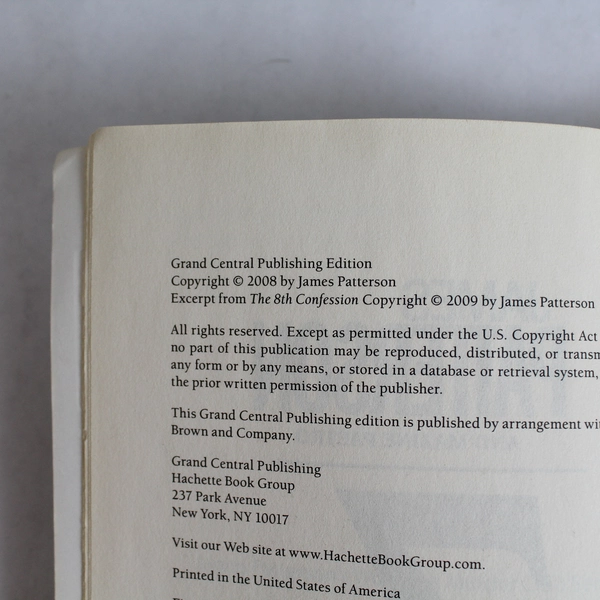 Grand Central Publishing Edition
Copyright © 2008 by James Patterson
Excerpt from The 8th Confession Copyright © 2009 by James Patterson
All rights reserved. Except as permitted under the U.S. Copyright Act
no part of this publication may be reproduced, distributed, or
any form or by any means, or stored in a database or retrieval system,
the prior written permission of the publisher.
This Grand Central Publishing edition is published by arrangement
Brown and Company.
Grand Central Publishing
Hachette Book Group
237 Park Avenue
New York, NY 10017
Visit our Web site at www.HachetteBookGroup.com.
Printed in the United States of America